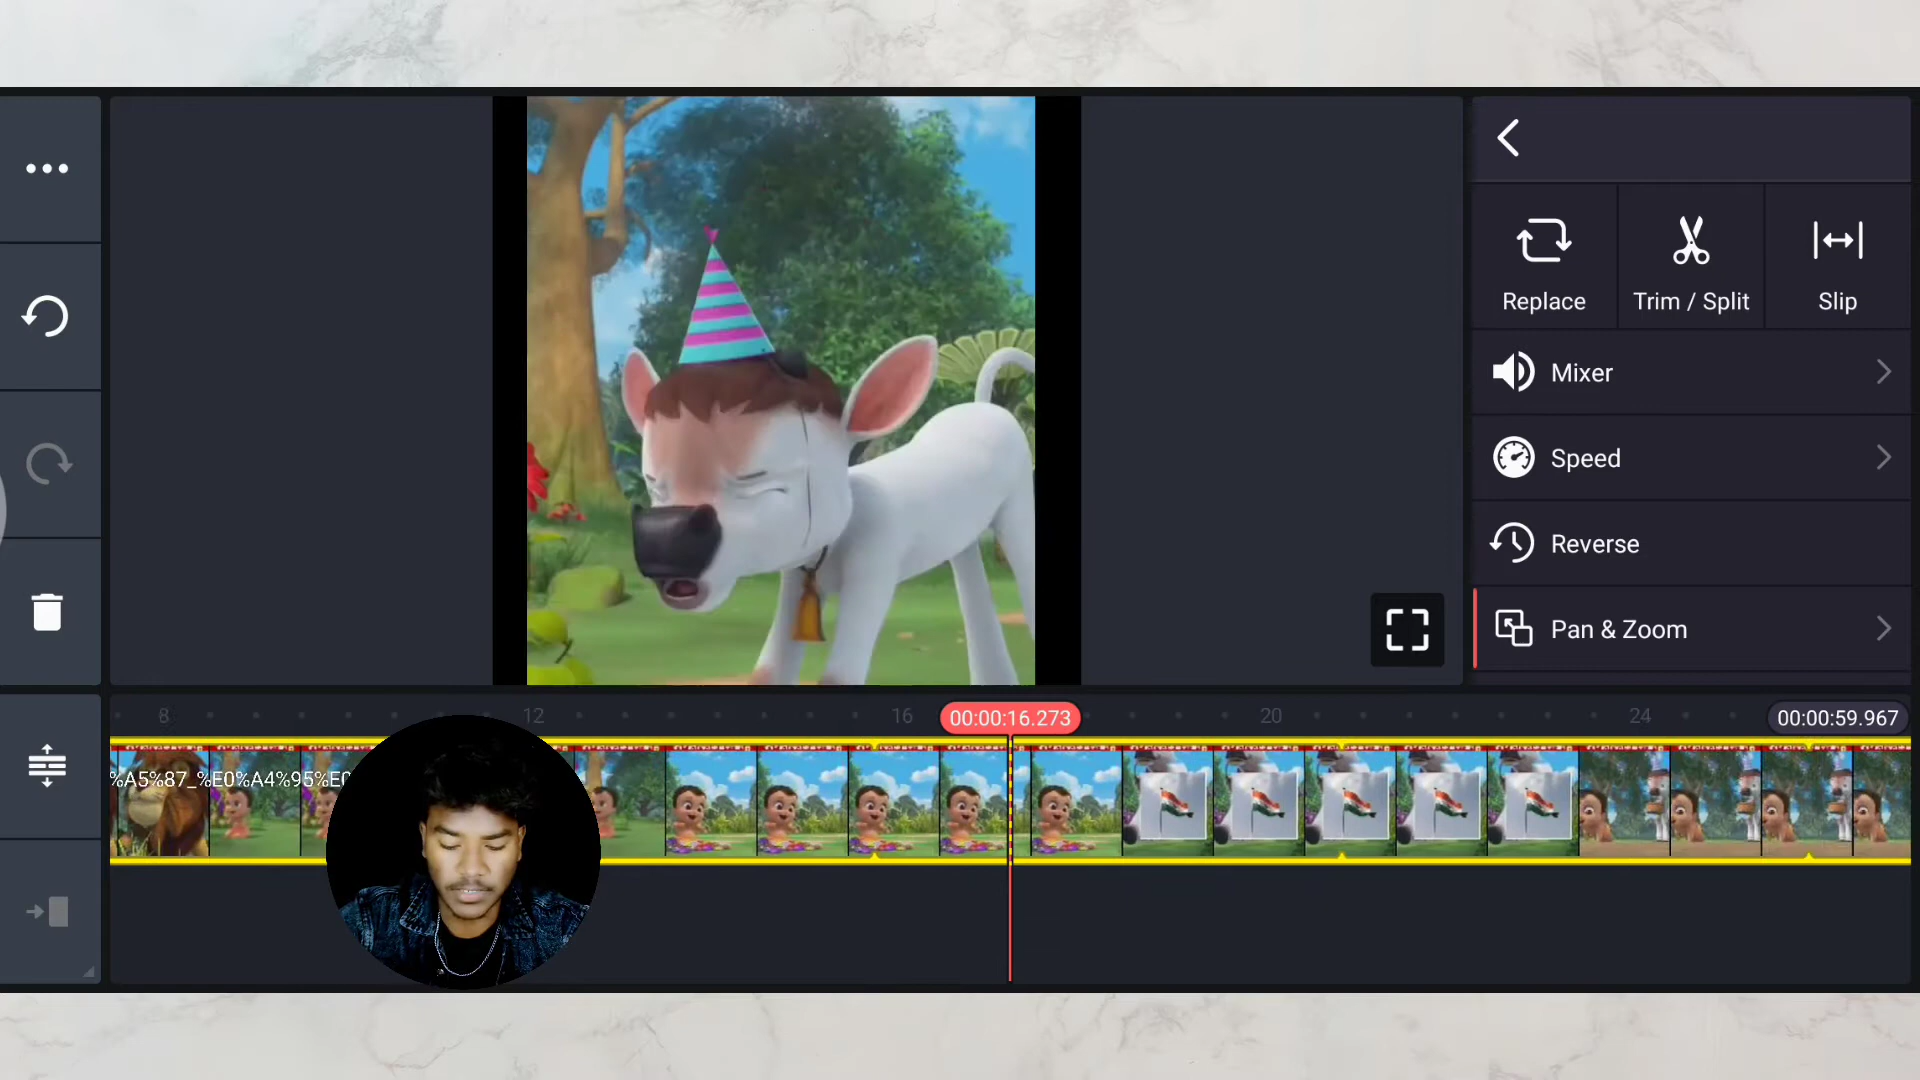 Replace
Trim / Split
Slip
Mixer
Speed
Reverse
Pan & Zoom
8
12
16
00:00:16.273
20
24
00:00:59.967
%A5%87_%E0%A4%95%E0